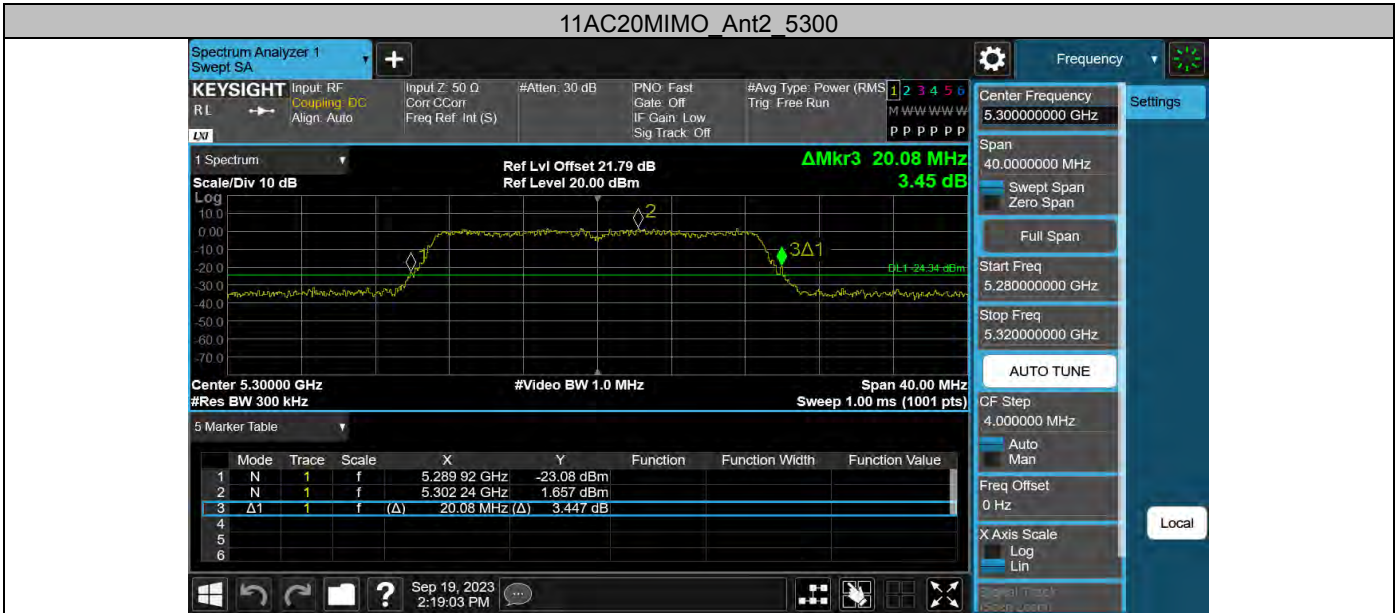 11AC20MIMO_Ant2_5300
Spectrum Analyzer 1
Swept SA
Frequency
KEYSIGHT
RL
LXI
Input: RF
Coupling: DC
Align: Auto
Input Z: 50 Ω
Corr CCorr
Freq Ref: Int (S)
#Atten: 30 dB
PNO: Fast
Gate: Off
IF Gain: Low
Sig Track: Off
#Avg Type: Power (RMS
Trig: Free Run
1 2 3 4 5 6
M W W W W W
P P P P P P
1 Spectrum
Scale/Div 10 dB
Ref Lvl Offset 21.79 dB
Ref Level 20.00 dBm
ΔMkr3 20.08 MHz
3.45 dB
Log
10.0
0.00
-10.0
-20.0
-30.0
-40.0
-50.0
-60.0
-70.0
1
2
3Δ1
DL1 -24.34 dBm
Center 5.30000 GHz
#Video BW 1.0 MHz
Span 40.00 MHz
#Res BW 300 kHz
Sweep 1.00 ms (1001 pts)
5 Marker Table
Mode Trace Scale X Y Function Function Width Function Value
1 N 1 f 5.289 92 GHz -23.08 dBm
2 N 1 f 5.302 24 GHz 1.657 dBm
3 Δ1 1 f (Δ) 20.08 MHz (Δ) 3.447 dB
4
5
6
Sep 19, 2023
2:19:03 PM
Center Frequency
5.300000000 GHz
Settings
Span
40.0000000 MHz
Swept Span
Zero Span
Full Span
Start Freq
5.280000000 GHz
Stop Freq
5.320000000 GHz
AUTO TUNE
CF Step
4.000000 MHz
Auto
Man
Freq Offset
0 Hz
X Axis Scale
Log
Lin
Signal Track
(Span Zoom)
Local